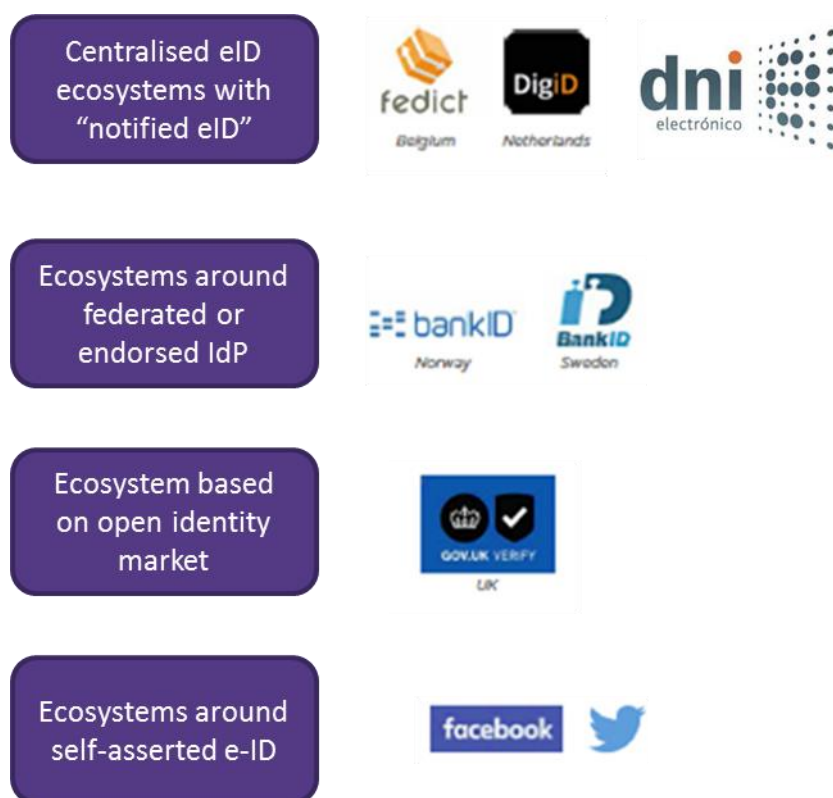 Centralised eID
ecosystems with
“notified eID”
fedict
Belgium
DigiD
Netherlands
dni
electrónico
Ecosystems around
federated or
endorsed IdP
bankID
Norway
BankID
Sweden
Ecosystem based
on open identity
market
GOV.UK VERIFY
UK
Ecosystems around
self-asserted e-ID
facebook